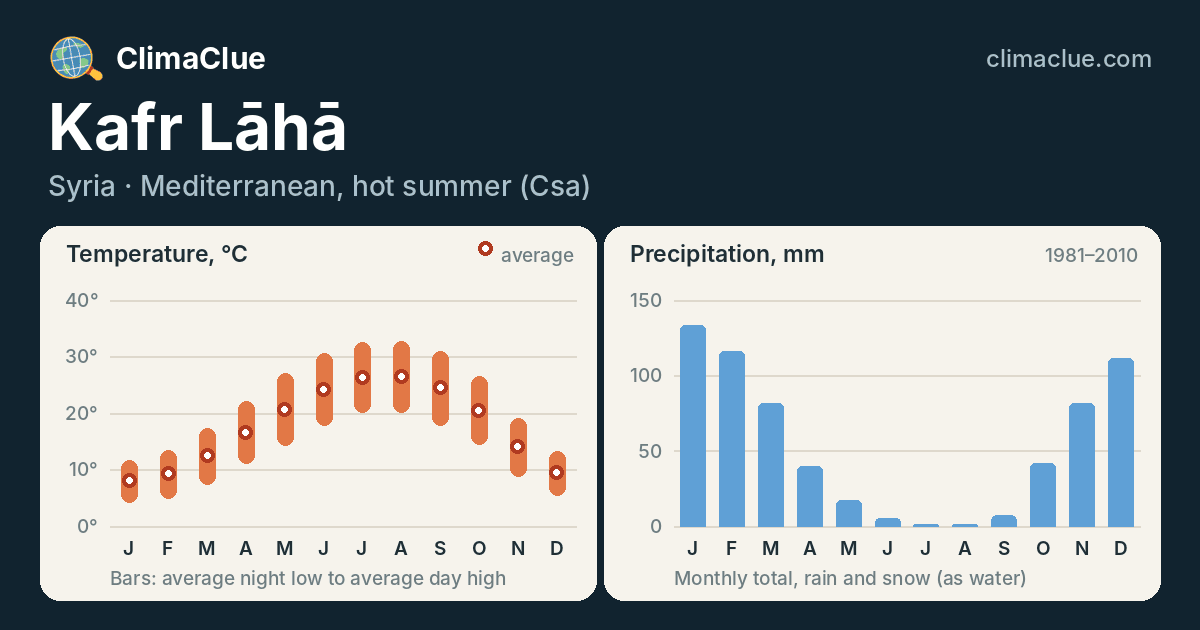 ClimaClue
climaclue.com
Kafr Lāhā
Syria · Mediterranean, hot summer (Csa)
Temperature, °C
average
40°
30°
20°
10°
0°
J F M A M J J A S O N D
Bars: average night low to average day high
Precipitation, mm
1981–2010
150
100
50
0
J F M A M J J A S O N D
Monthly total, rain and snow (as water)